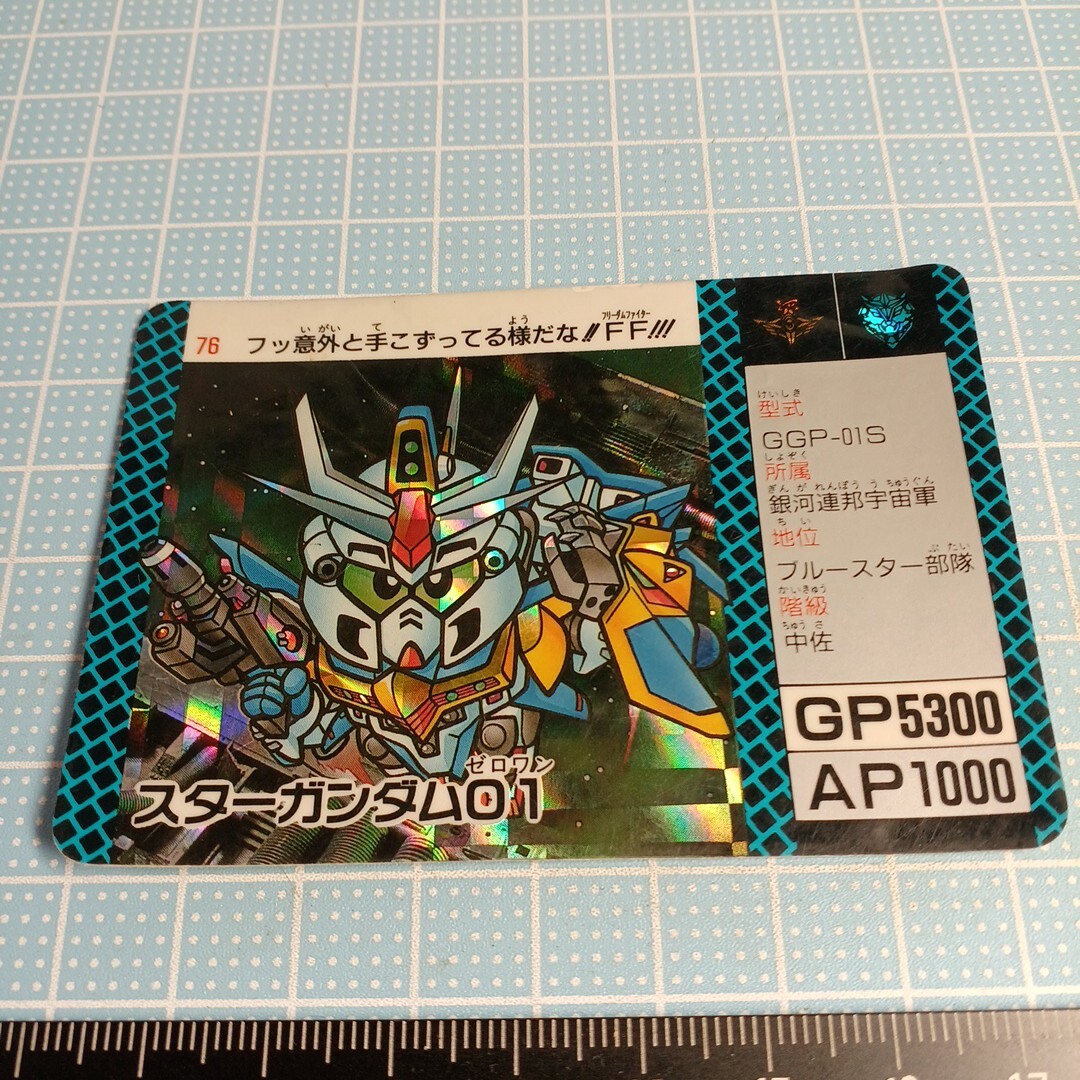 76
いがい て よう フリーダムファイター
フッ意外と手こずってる様だな!!FF!!!
けいしき
型式
GGP-01S
しょぞく
所属
ぎんがれんぽううちゅうぐん
銀河連邦宇宙軍
ちい
地位
ぶたい
ブルースター部隊
かいきゅう
階級
ちゅうさ
中佐
GP5300
AP1000
ゼロワン
スターガンダム01